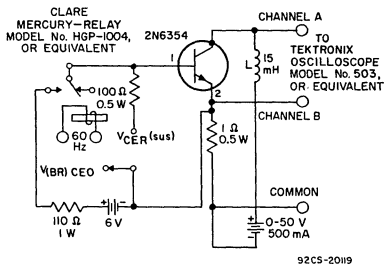 CLARE
MERCURY-RELAY
MODEL No. HGP-1004,
OR EQUIVALENT
2N6354
1
2
CHANNEL A
TO
TEKTRONIX
OSCILLOSCOPE
MODEL No. 503,
OR EQUIVALENT
L
15
mH
CHANNEL B
100 Ω
0.5 W
VCER(sus)
1 Ω
0.5 W
60
Hz
V(BR) CEO
COMMON
110 Ω
1 W
+ -
6V
+
-
0-50 V
500 mA
92CS-20119